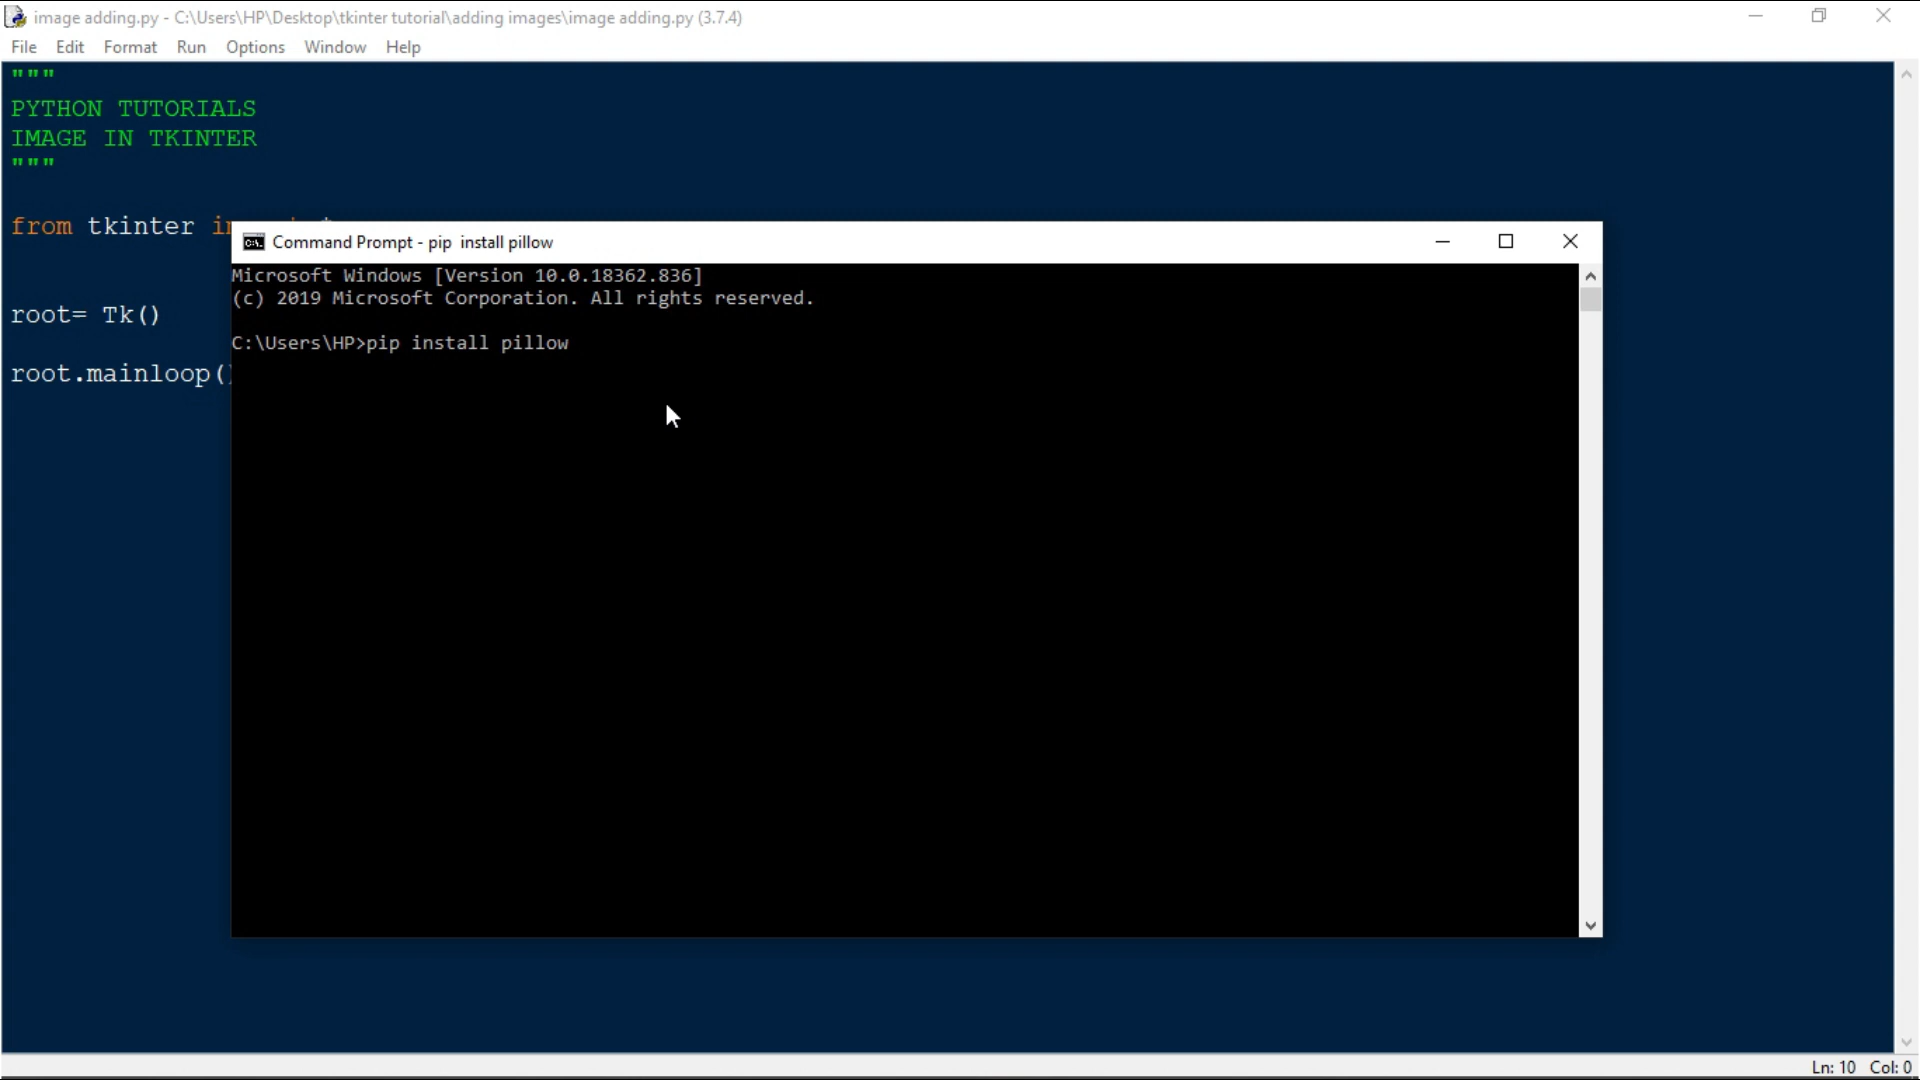 image adding.py - C:\Users\HP\Desktop\tkinter tutorial\adding images\image adding.py (3.7.4)
File Edit Format Run Options Window Help
"""
PYTHON TUTORIALS
IMAGE IN TKINTER
"""
from tkinter
Command Prompt - pip  install pillow
Microsoft Windows [Version 10.0.18362.836]
(c) 2019 Microsoft Corporation. All rights reserved.
root= Tk()
C:\Users\HP>pip install pillow
root.mainloop()
Ln: 10 Col: 0